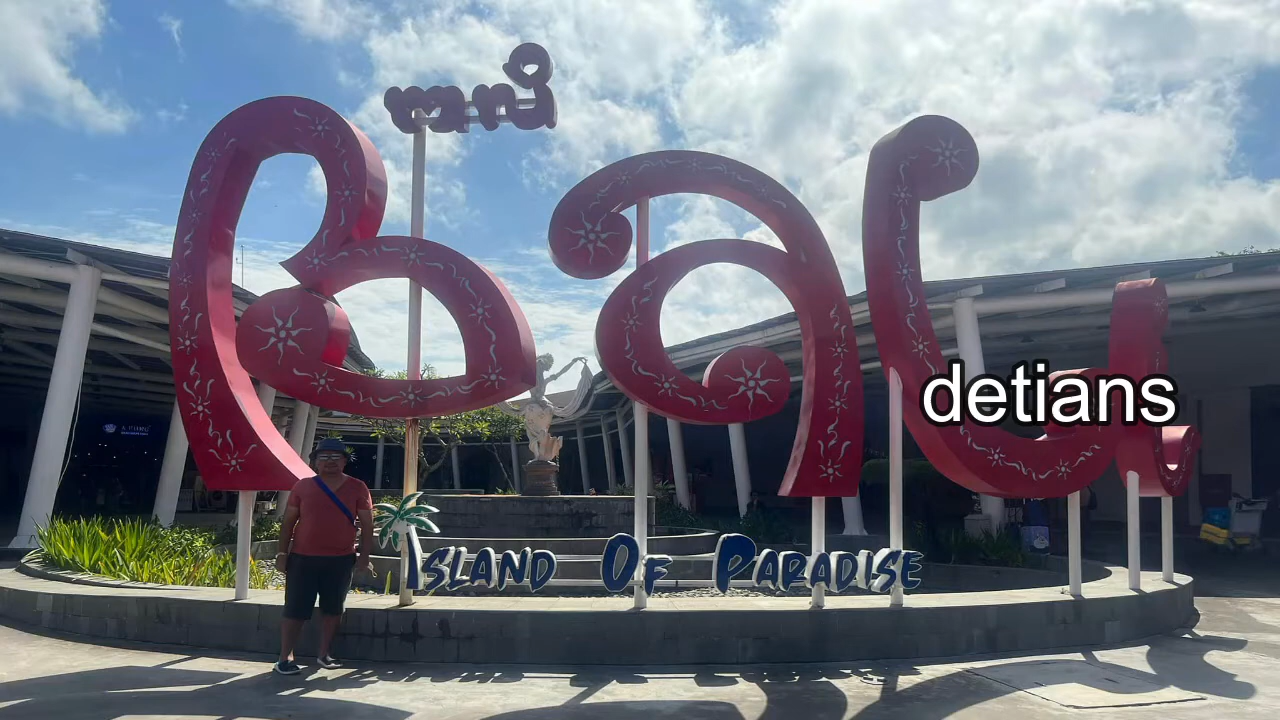 ᬩᬮᬶ
Bali
detians
Island Of Paradise